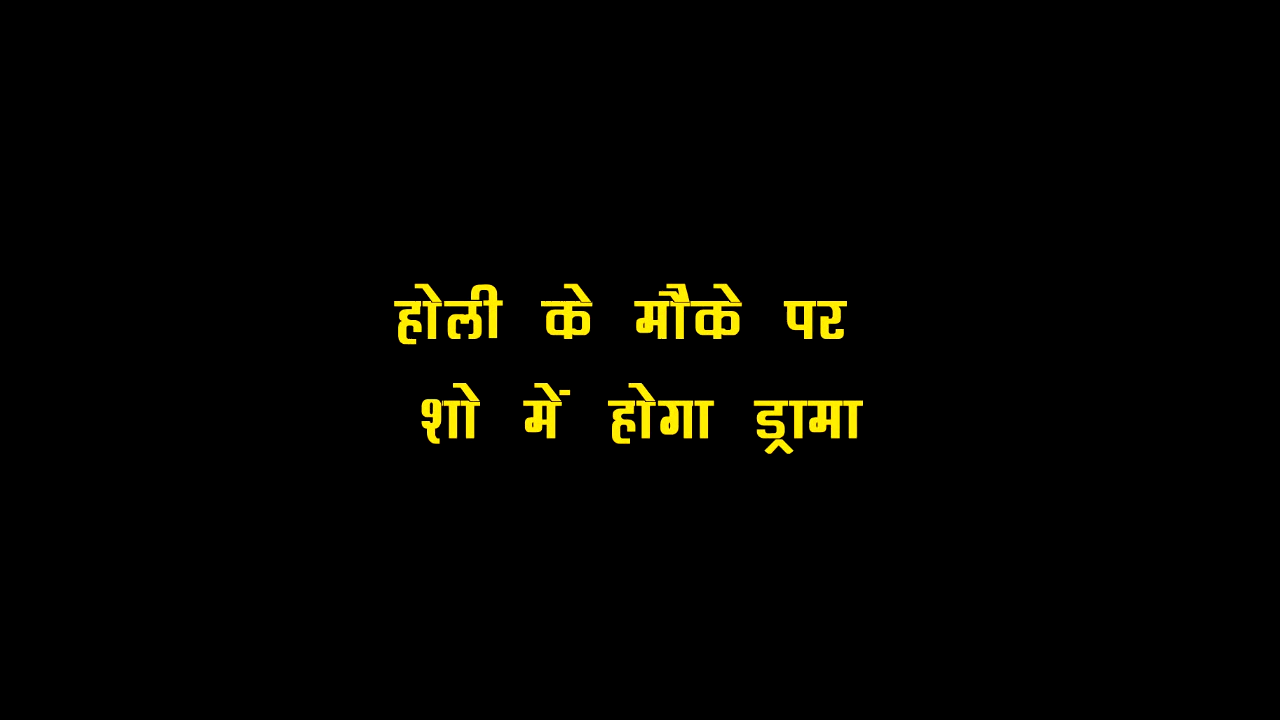 होली के मौके पर
शो में होगा ड्रामा